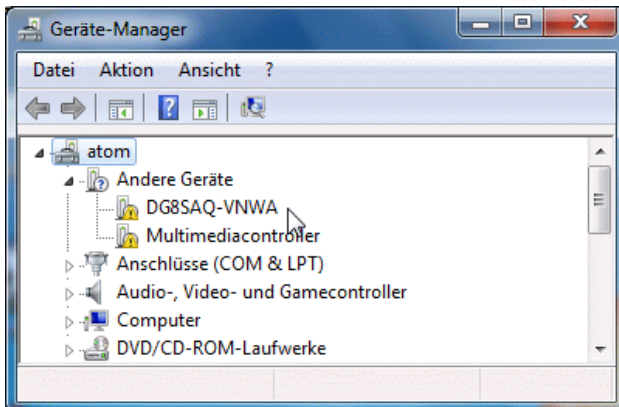 Geräte-Manager
Datei Aktion Ansicht ?
atom
Andere Geräte
DG8SAQ-VNWA
Multimediacontroller
Anschlüsse (COM & LPT)
Audio-, Video- und Gamecontroller
Computer
DVD/CD-ROM-Laufwerke